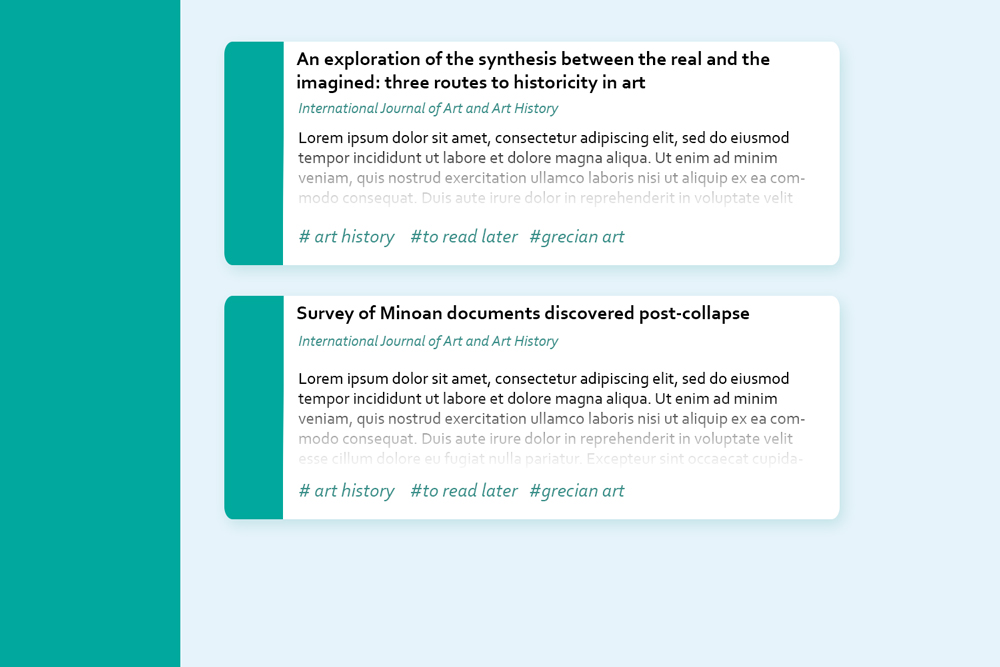 An exploration of the synthesis between the real and the
imagined: three routes to historicity in art
International Journal of Art and Art History
Lorem ipsum dolor sit amet, consectetur adipiscing elit, sed do eiusmod
tempor incididunt ut labore et dolore magna aliqua. Ut enim ad minim
veniam, quis nostrud exercitation ullamco laboris nisi ut aliquip ex ea com-
modo consequat. Duis aute irure dolor in reprehenderit in voluptate velit
# art history #to read later #grecian art
Survey of Minoan documents discovered post-collapse
International Journal of Art and Art History
Lorem ipsum dolor sit amet, consectetur adipiscing elit, sed do eiusmod
tempor incididunt ut labore et dolore magna aliqua. Ut enim ad minim
veniam, quis nostrud exercitation ullamco laboris nisi ut aliquip ex ea com-
modo consequat. Duis aute irure dolor in reprehenderit in voluptate velit
esse cillum dolore eu fugiat nulla pariatur. Excepteur sint occaecat cupida-
# art history #to read later #grecian art